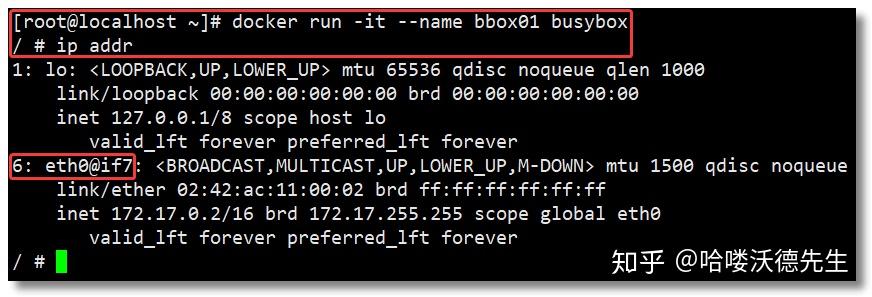 [root@localhost ~]# docker run -it --name bbox01 busybox
/ # ip addr
1: lo: <LOOPBACK,UP,LOWER_UP> mtu 65536 qdisc noqueue qlen 1000
    link/loopback 00:00:00:00:00:00 brd 00:00:00:00:00:00
    inet 127.0.0.1/8 scope host lo
       valid_lft forever preferred_lft forever
6: eth0@if7: <BROADCAST,MULTICAST,UP,LOWER_UP,M-DOWN> mtu 1500 qdisc noqueue
    link/ether 02:42:ac:11:00:02 brd ff:ff:ff:ff:ff:ff
    inet 172.17.0.2/16 brd 172.17.255.255 scope global eth0
       valid_lft forever preferred_lft forever
/ #
知乎 @哈喽沃德先生